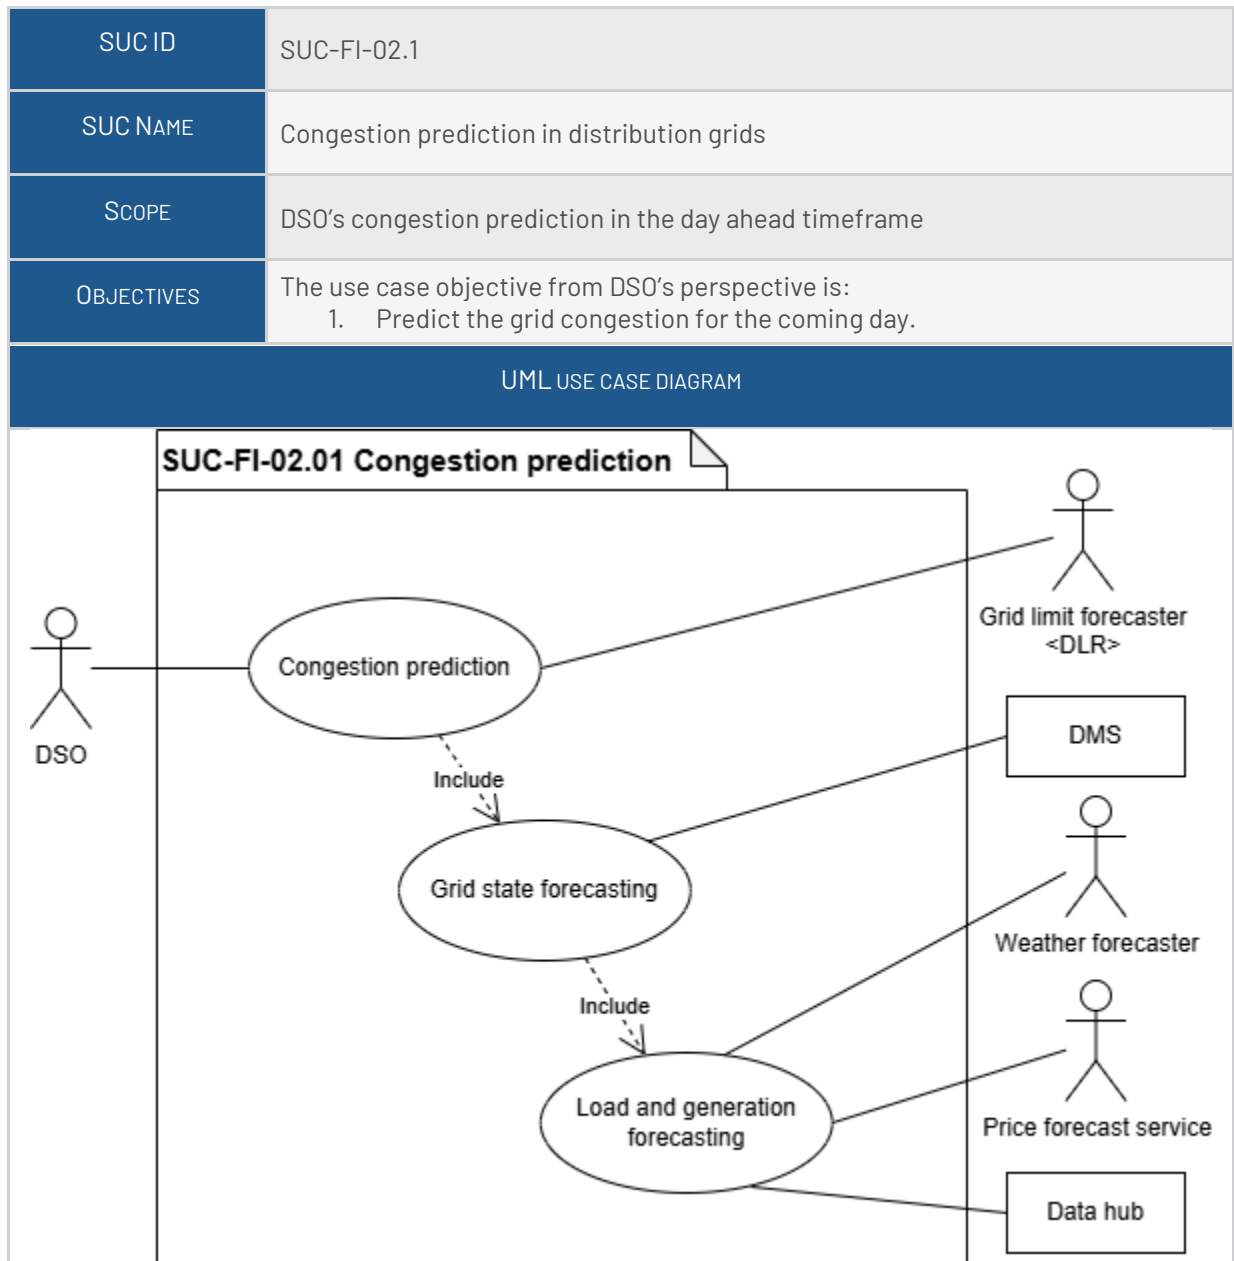 SUC ID
SUC-FI-02.1
SUC NAME
Congestion prediction in distribution grids
SCOPE
DSO's congestion prediction in the day ahead timeframe
OBJECTIVES
The use case objective from DSO's perspective is:
1. Predict the grid congestion for the coming day.
UML USE CASE DIAGRAM
SUC-FI-02.01 Congestion prediction
Grid limit forecaster
<DLR>
Congestion prediction
DSO
DMS
Include
Grid state forecasting
Weather forecaster
Include
Load and generation
forecasting
Price forecast service
Data hub